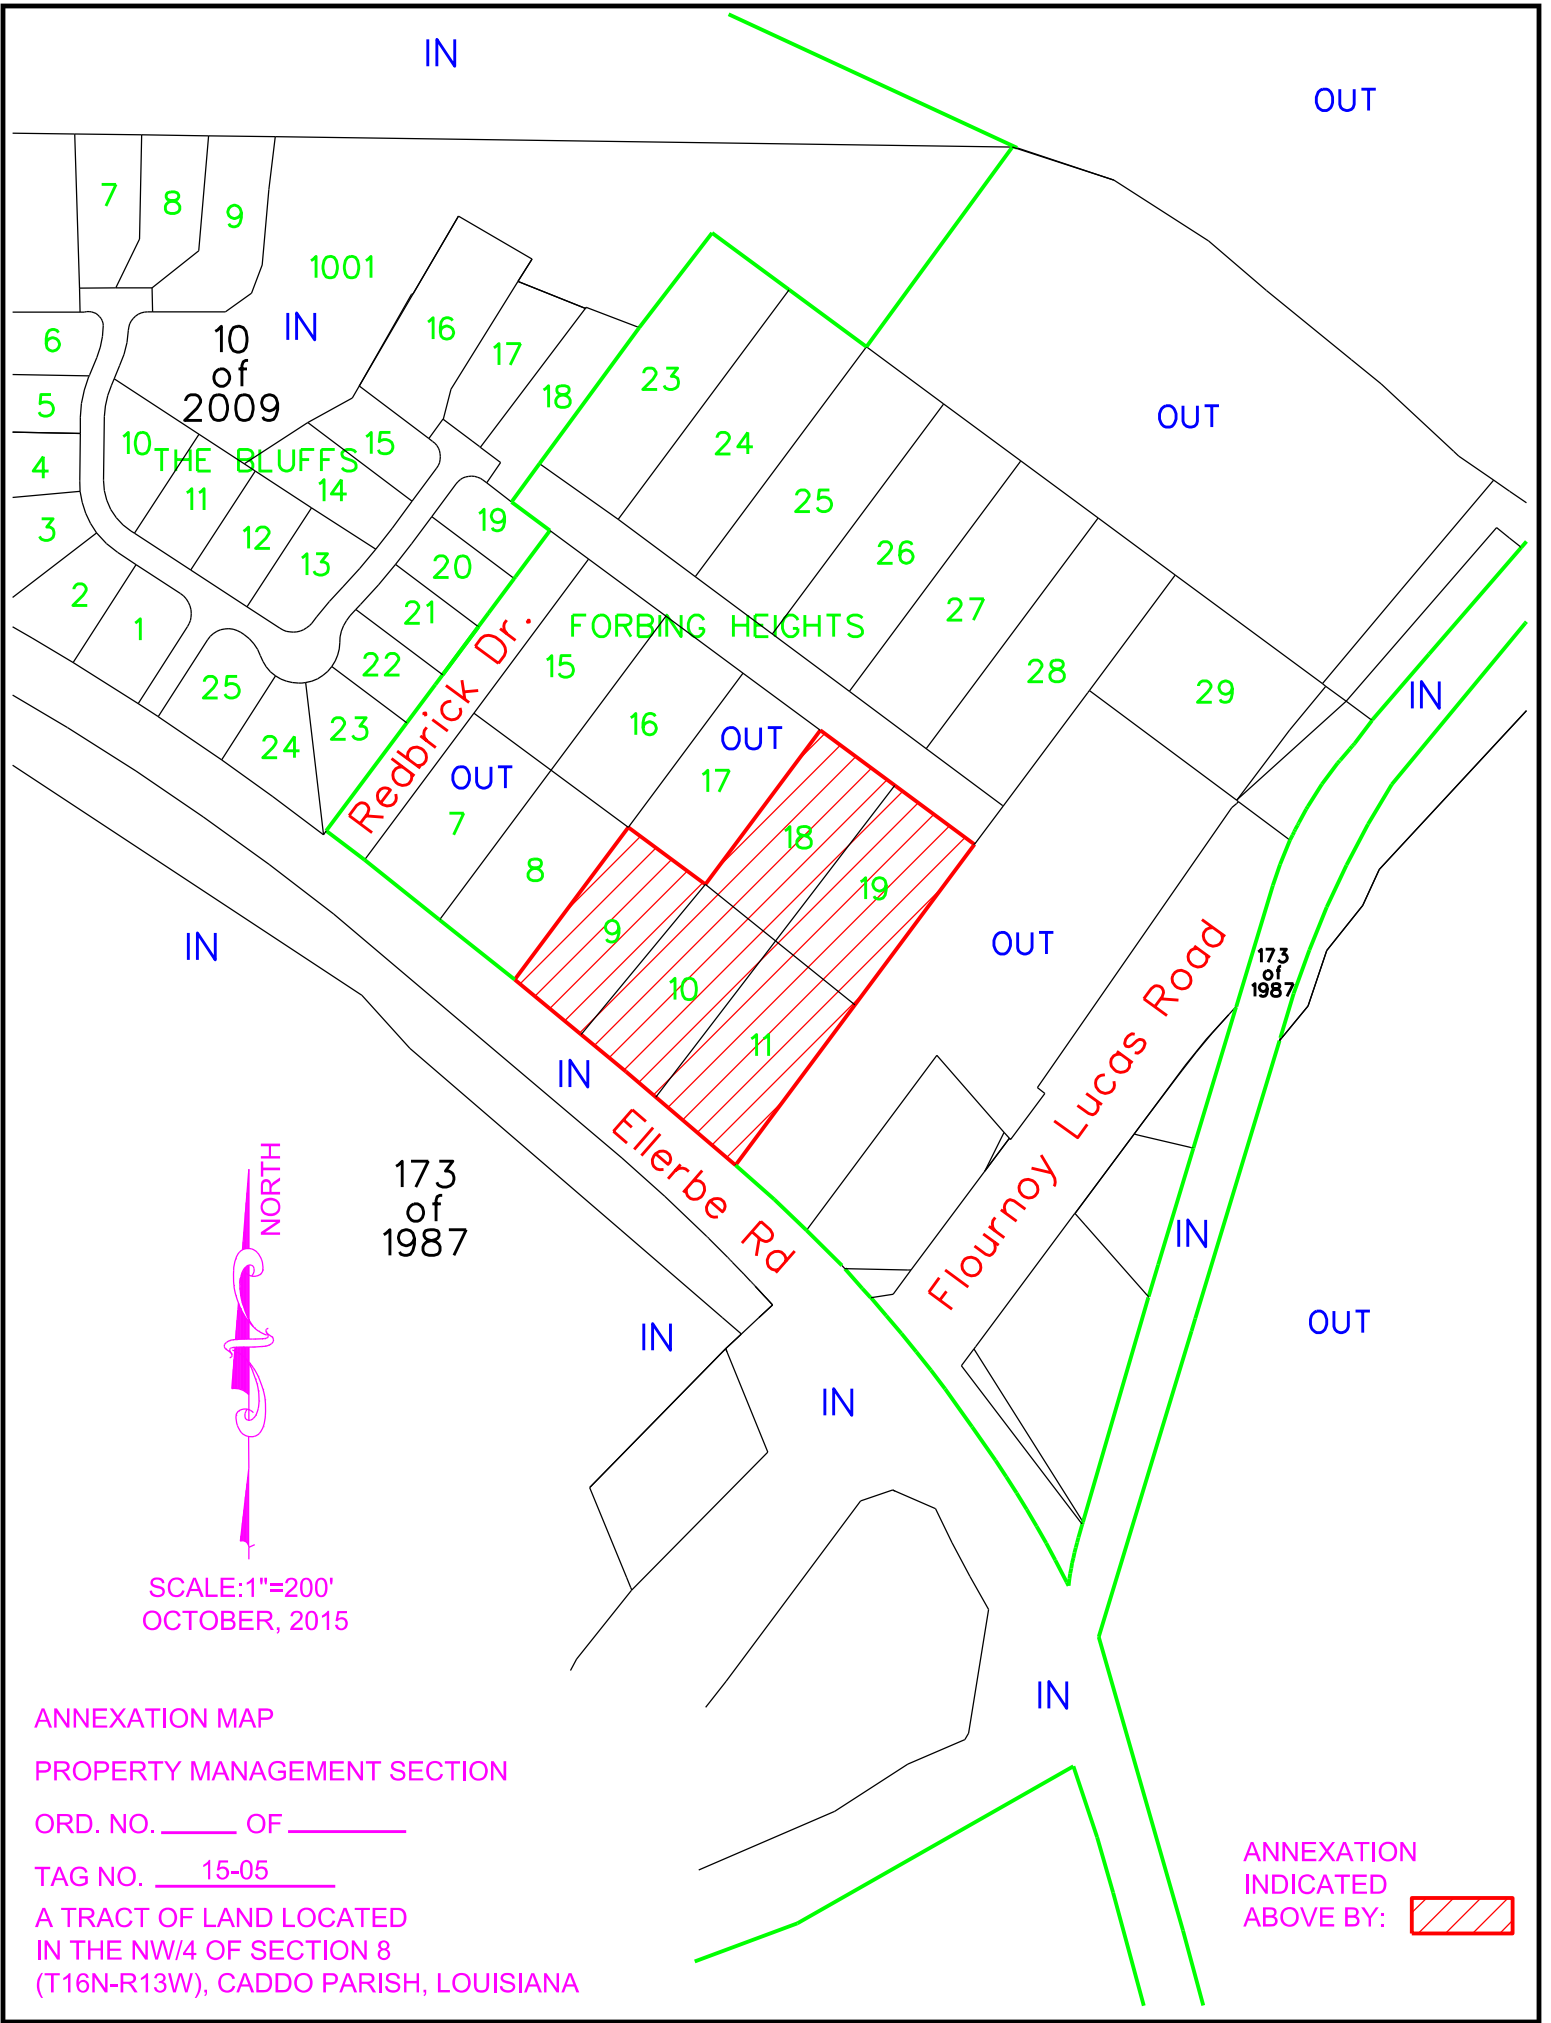 IN
OUT
7
8
9
1001
IN
10
of
2009
6
5
4
3
2
1
10
THE BLUFFS
11
12
13
14
15
16
17
18
19
20
21
22
23
24
25
23
24
25
26
27
28
29
OUT
IN
FORBING HEIGHTS
Redbrick Dr.
15
16
OUT
17
OUT
7
8
18
19
9
10
11
OUT
IN
IN
Ellerbe Rd
Flournoy Lucas Road
173
of
1987
IN
OUT
NORTH
173
of
1987
IN
IN
IN
SCALE:1"=200'
OCTOBER, 2015
ANNEXATION MAP
PROPERTY MANAGEMENT SECTION
ORD. NO. _____ OF ________
TAG NO. 15-05
A TRACT OF LAND LOCATED
IN THE NW/4 OF SECTION 8
(T16N-R13W), CADDO PARISH, LOUISIANA
ANNEXATION
INDICATED
ABOVE BY: